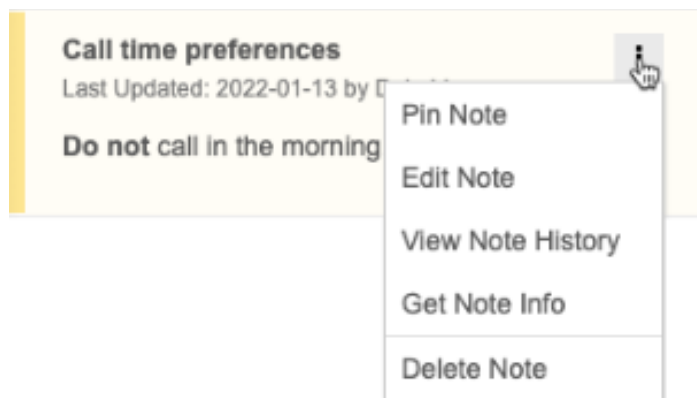 Call time preferences
Last Updated: 2022-01-13 by
Do not call in the morning
Pin Note
Edit Note
View Note History
Get Note Info
Delete Note